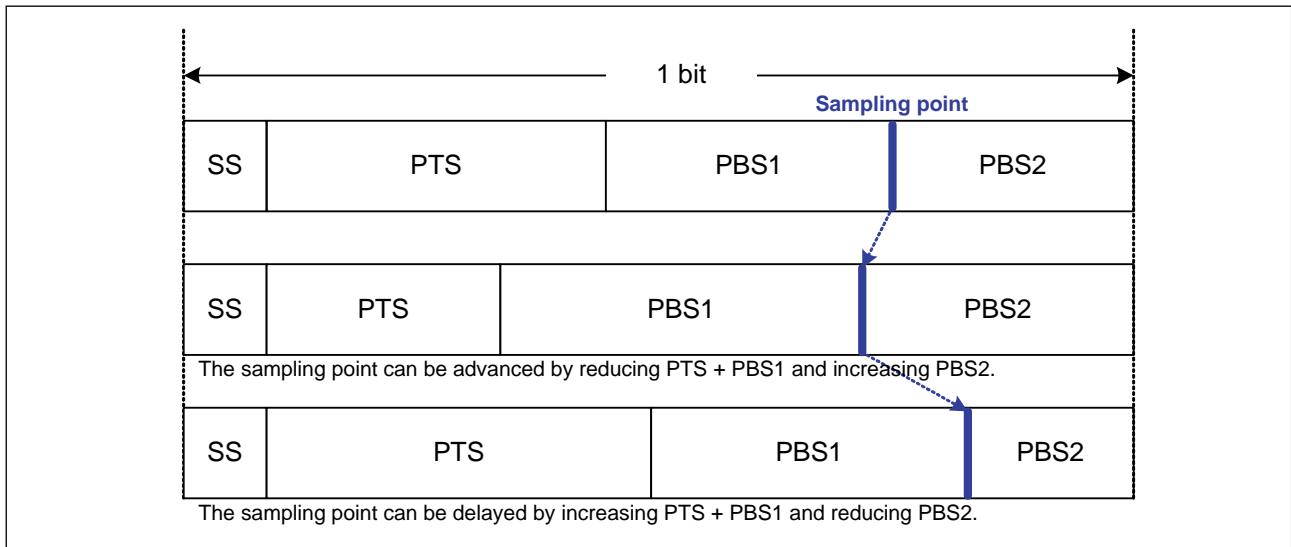 1 bit
Sampling point
SS PTS PBS1 PBS2
SS PTS PBS1 PBS2
The sampling point can be advanced by reducing PTS + PBS1 and increasing PBS2.
SS PTS PBS1 PBS2
The sampling point can be delayed by increasing PTS + PBS1 and reducing PBS2.